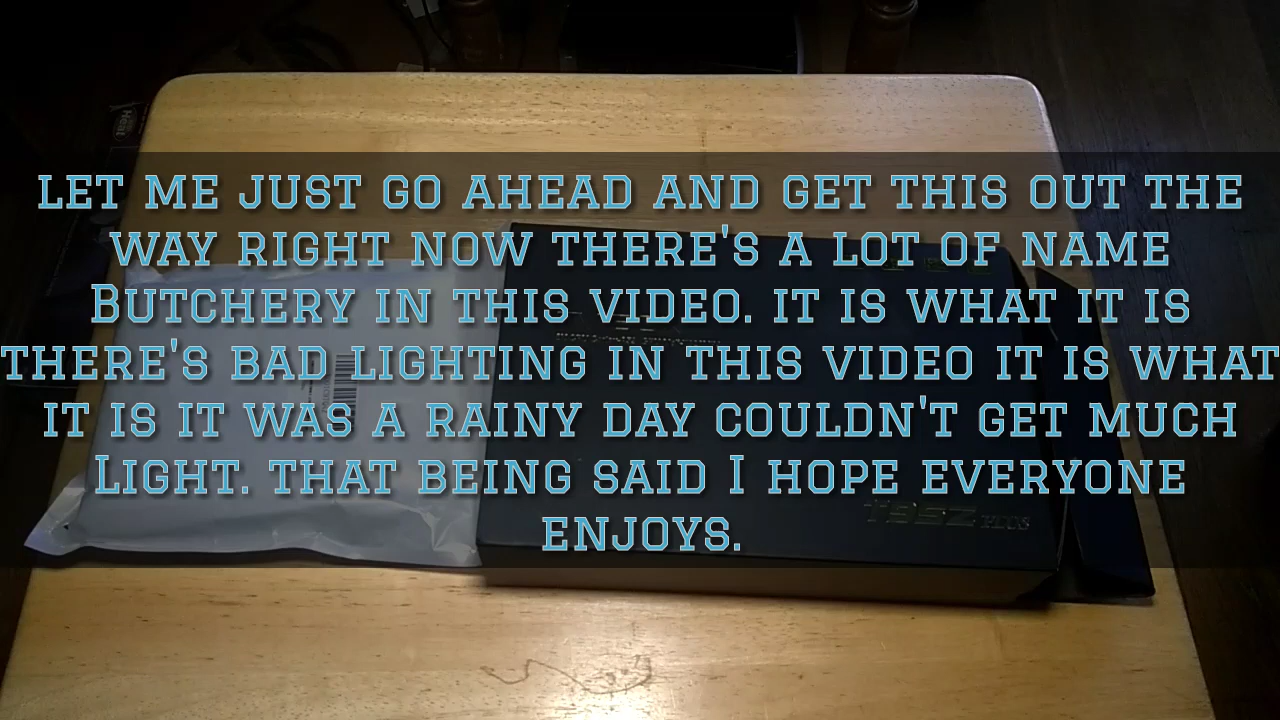 LET ME JUST GO AHEAD AND GET THIS OUT THE
WAY RIGHT NOW THERE'S A LOT OF NAME
BUTCHERY IN THIS VIDEO. IT IS WHAT IT IS
THERE'S BAD LIGHTING IN THIS VIDEO IT IS WHAT
IT IS IT WAS A RAINY DAY COULDN'T GET MUCH
LIGHT. THAT BEING SAID I HOPE EVERYONE
ENJOYS.
T95Z PLUS